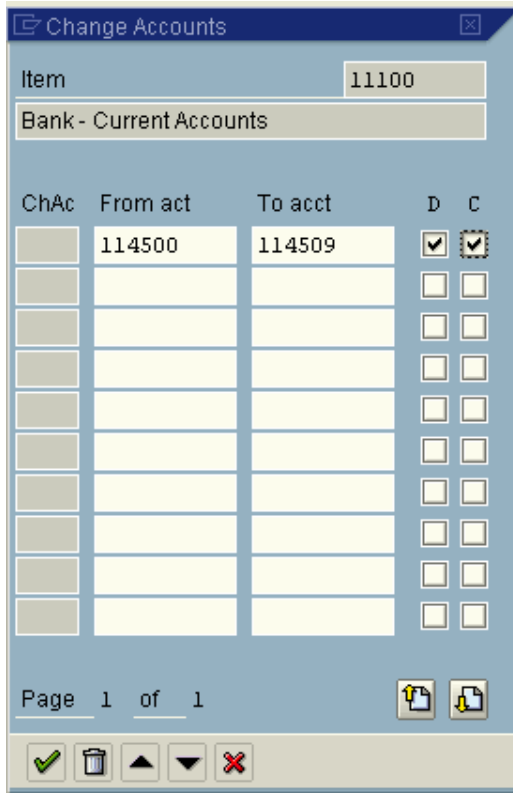 Change Accounts
Item 11100
Bank - Current Accounts
ChAc From act To acct D C
114500 114509
Page 1 of 1